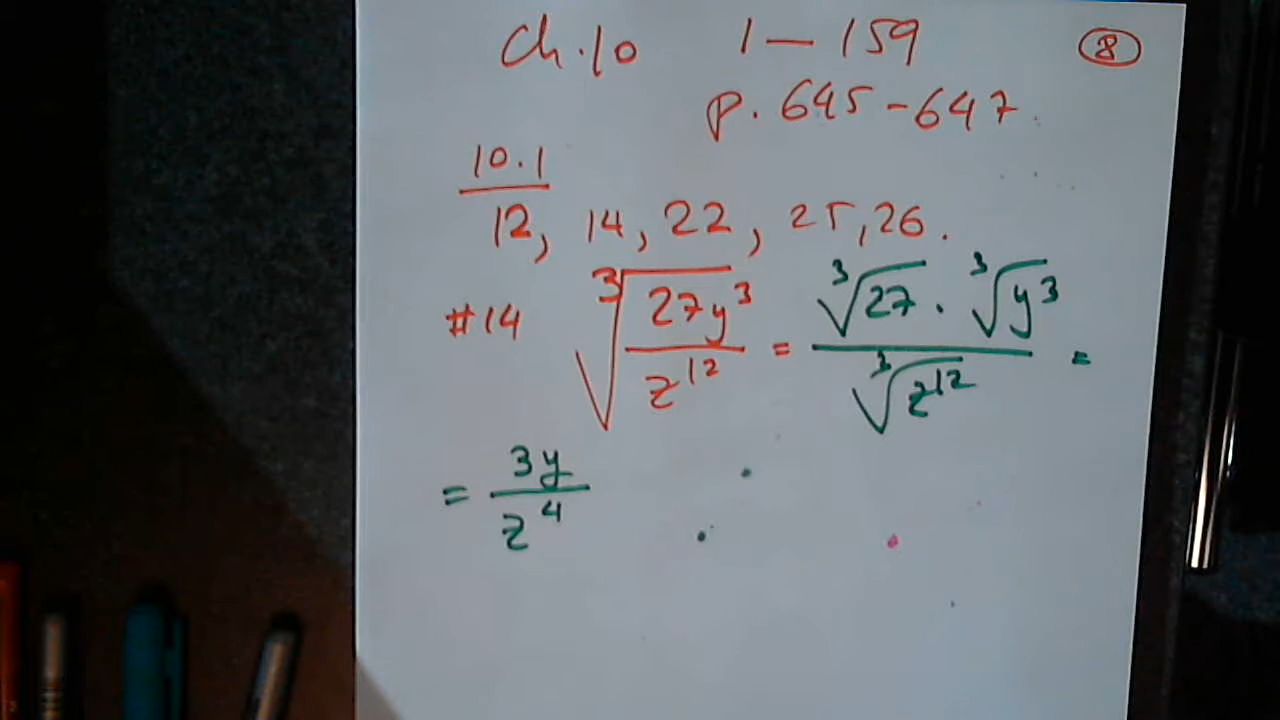 Ch.10 1 — 159 8
p. 645-647.
10.1
12, 14, 22, 25, 26.
#14 ∛(27y³/z¹²) = (∛27 · ∛y³)/∛z¹² =
= 3y/z⁴